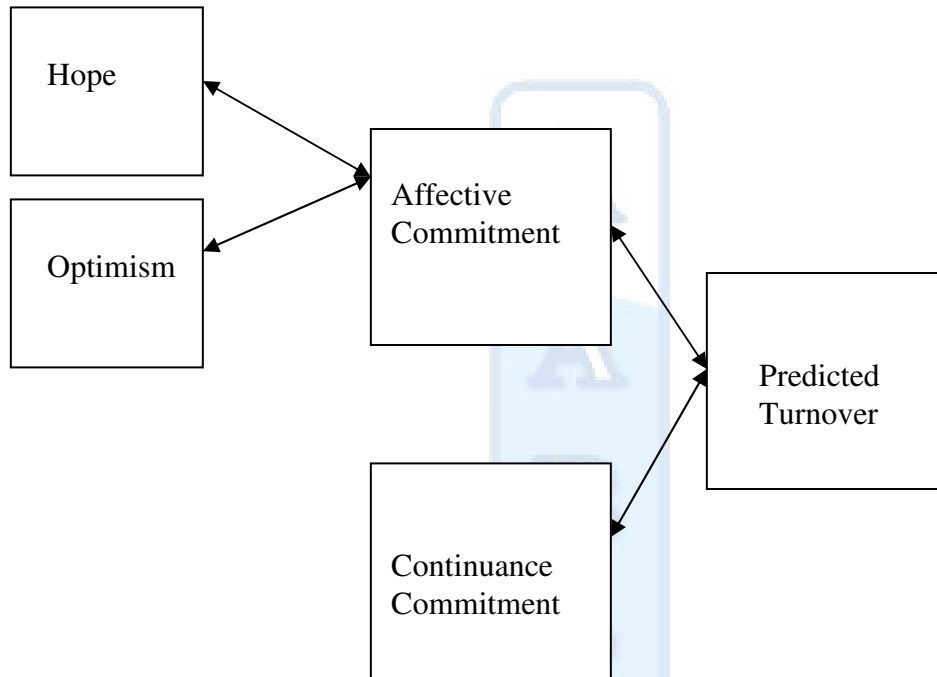 Hope
Optimism
Affective
Commitment
Predicted
Turnover
Continuance
Commitment